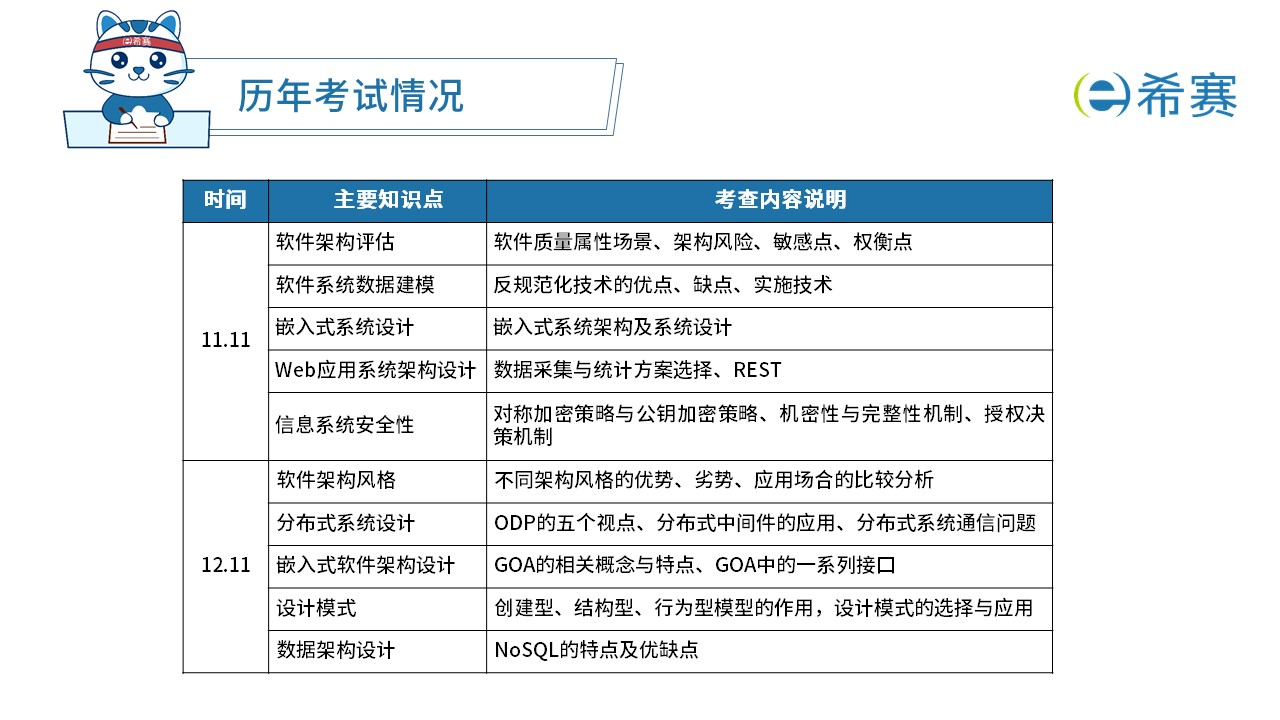 希赛
历年考试情况
希赛
时间 主要知识点 考查内容说明
11.11
软件架构评估 软件质量属性场景、架构风险、敏感点、权衡点
软件系统数据建模 反规范化技术的优点、缺点、实施技术
嵌入式系统设计 嵌入式系统架构及系统设计
Web应用系统架构设计 数据采集与统计方案选择、REST
信息系统安全性 对称加密策略与公钥加密策略、机密性与完整性机制、授权决
策机制
12.11
软件架构风格 不同架构风格的优势、劣势、应用场合的比较分析
分布式系统设计 ODP的五个视点、分布式中间件的应用、分布式系统通信问题
嵌入式软件架构设计 GOA的相关概念与特点、GOA中的一系列接口
设计模式 创建型、结构型、行为型模型的作用，设计模式的选择与应用
数据架构设计 NoSQL的特点及优缺点